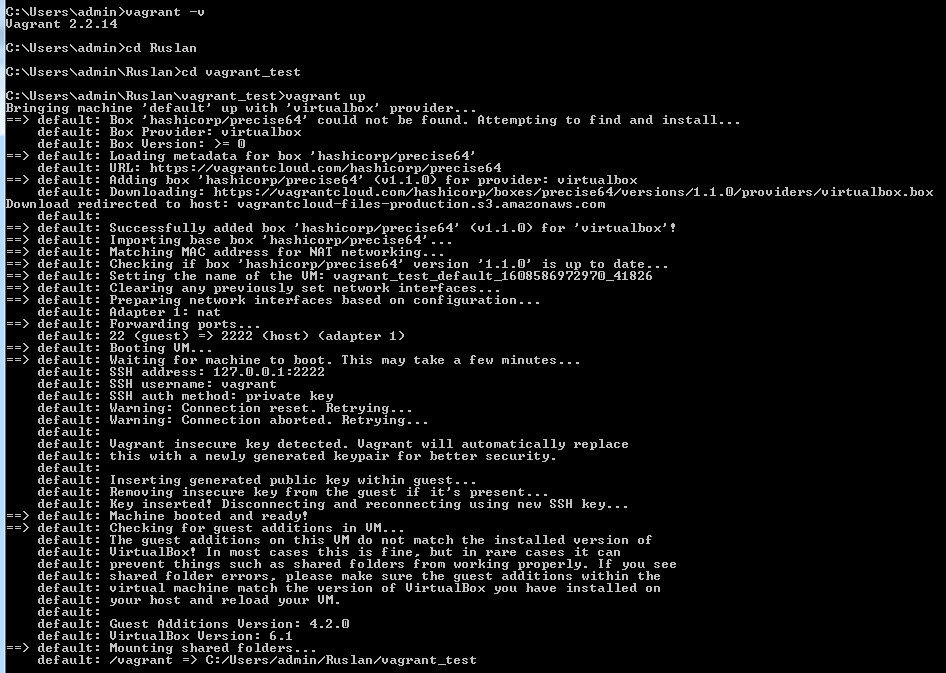 C:\Users\admin>vagrant -v
Vagrant 2.2.14
C:\Users\admin>cd Ruslan
C:\Users\admin\Ruslan>cd vagrant_test
C:\Users\admin\Ruslan\vagrant_test>vagrant up
Bringing machine 'default' up with 'virtualbox' provider...
==> default: Box 'hashicorp/precise64' could not be found. Attempting to find and install...
    default: Box Provider: virtualbox
    default: Box Version: >= 0
==> default: Loading metadata for box 'hashicorp/precise64'
    default: URL: https://vagrantcloud.com/hashicorp/precise64
==> default: Adding box 'hashicorp/precise64' (v1.1.0) for provider: virtualbox
    default: Downloading: https://vagrantcloud.com/hashicorp/boxes/precise64/versions/1.1.0/providers/virtualbox.box
Download redirected to host: vagrantcloud-files-production.s3.amazonaws.com
    default:
==> default: Successfully added box 'hashicorp/precise64' (v1.1.0) for 'virtualbox'!
==> default: Importing base box 'hashicorp/precise64'...
==> default: Matching MAC address for NAT networking...
==> default: Checking if box 'hashicorp/precise64' version '1.1.0' is up to date...
==> default: Setting the name of the VM: vagrant_test_default_1608586972970_41826
==> default: Clearing any previously set network interfaces...
==> default: Preparing network interfaces based on configuration...
    default: Adapter 1: nat
==> default: Forwarding ports...
    default: 22 (guest) => 2222 (host) (adapter 1)
==> default: Booting VM...
==> default: Waiting for machine to boot. This may take a few minutes...
    default: SSH address: 127.0.0.1:2222
    default: SSH username: vagrant
    default: SSH auth method: private key
    default: Warning: Connection reset. Retrying...
    default: Warning: Connection aborted. Retrying...
    default:
    default: Vagrant insecure key detected. Vagrant will automatically replace
    default: this with a newly generated keypair for better security.
    default:
    default: Inserting generated public key within guest...
    default: Removing insecure key from the guest if it's present...
    default: Key inserted! Disconnecting and reconnecting using new SSH key...
==> default: Machine booted and ready!
==> default: Checking for guest additions in VM...
    default: The guest additions on this VM do not match the installed version of
    default: VirtualBox! In most cases this is fine, but in rare cases it can
    default: prevent things such as shared folders from working properly. If you see
    default: shared folder errors, please make sure the guest additions within the
    default: virtual machine match the version of VirtualBox you have installed on
    default: your host and reload your VM.
    default:
    default: Guest Additions Version: 4.2.0
    default: VirtualBox Version: 6.1
==> default: Mounting shared folders...
    default: /vagrant => C:/Users/admin/Ruslan/vagrant_test